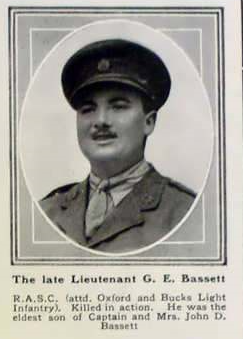 The late Lieutenant G. E. Bassett
R.A.S.C. (attd. Oxford and Bucks Light
Infantry). Killed in action. He was the
eldest son of Captain and Mrs. John D.
Bassett